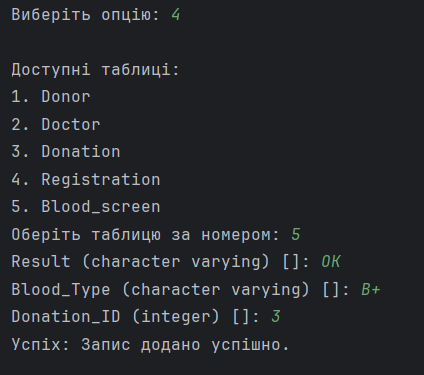 Виберіть опцію: 4
Доступні таблиці:
1. Donor
2. Doctor
3. Donation
4. Registration
5. Blood_screen
Оберіть таблицю за номером: 5
Result (character varying) []: OK
Blood_Type (character varying) []: B+
Donation_ID (integer) []: 3
Успіх: Запис додано успішно.